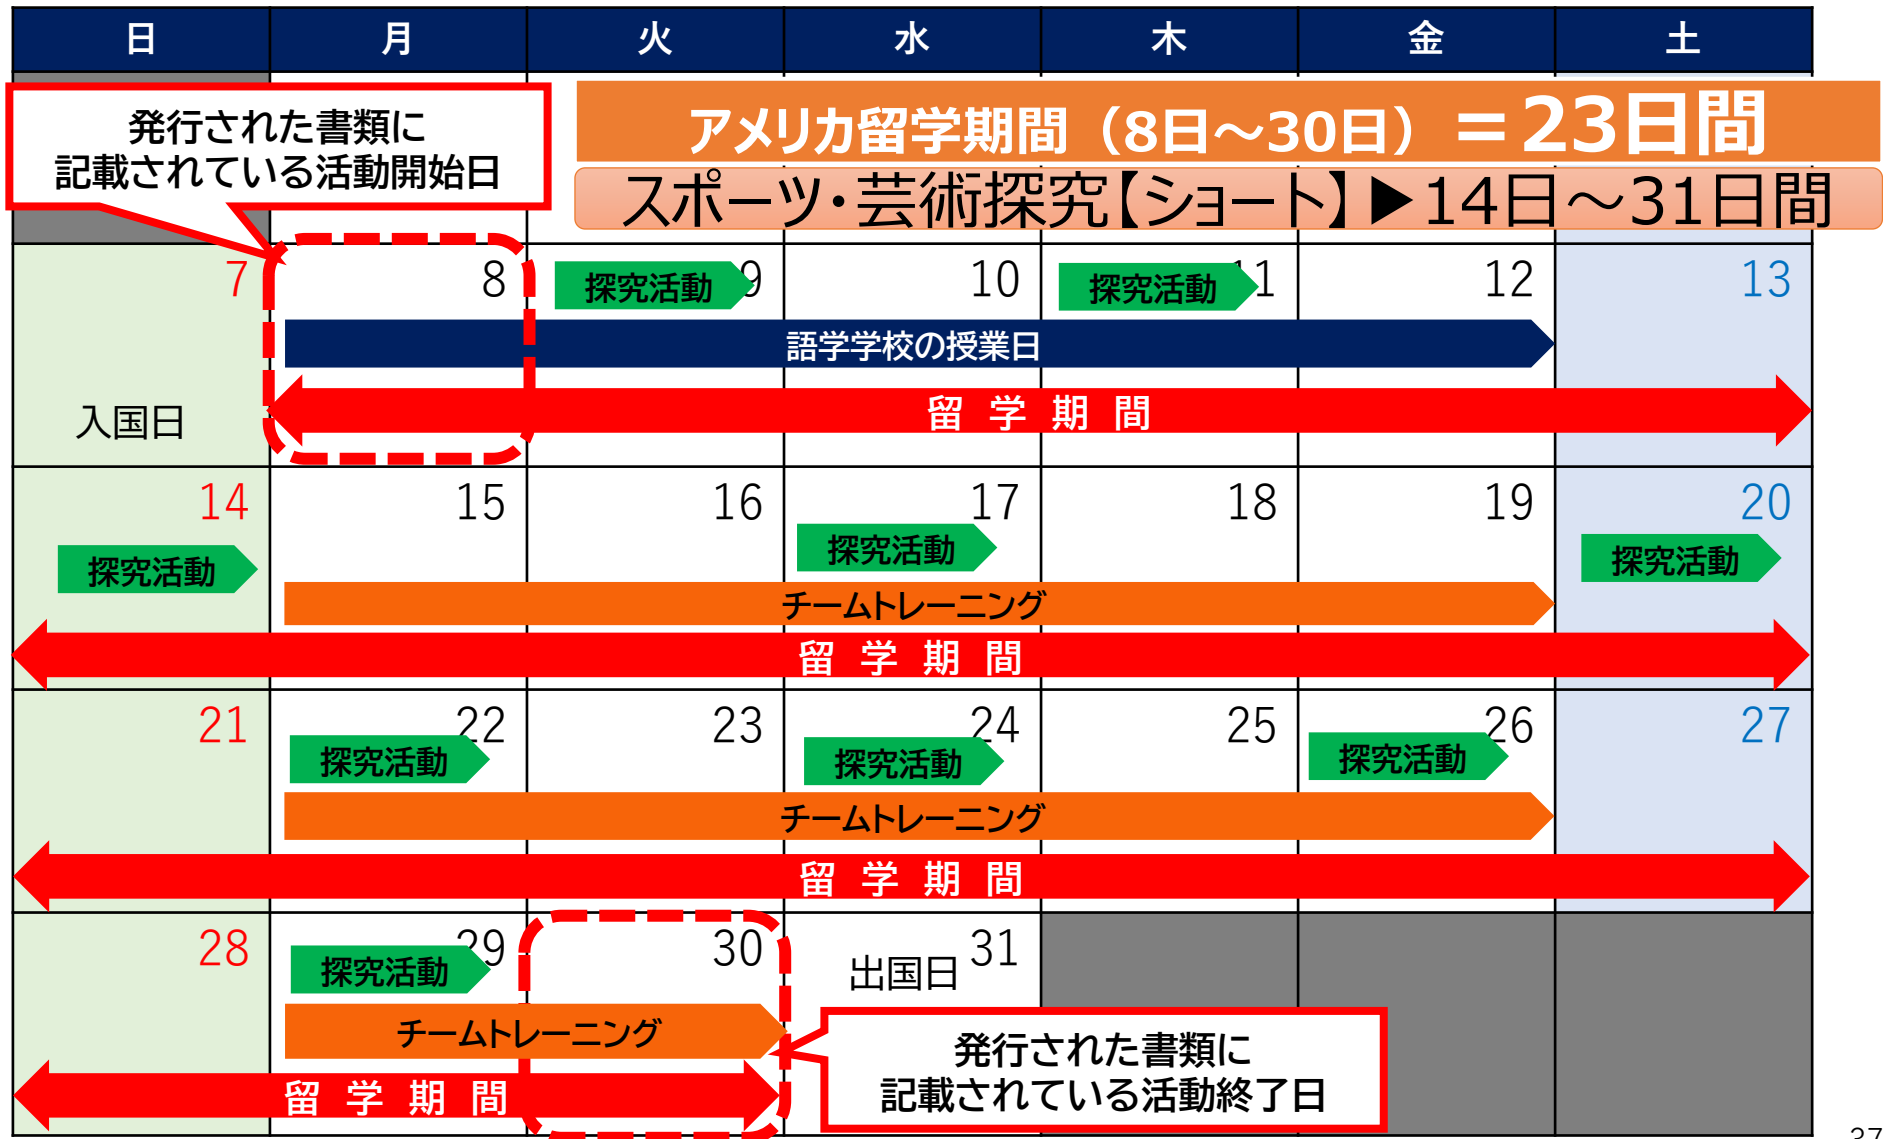 日 月 火 水 木 金 土
発行された書類に
記載されている活動開始日
アメリカ留学期間（8日～30日）＝23日間
スポーツ・芸術探究【ショート】▶14日～31日間
7 8 9 10 11 12 13
探究活動 探究活動
語学学校の授業日
入国日
留学期間
14 15 16 17 18 19 20
探究活動 探究活動 探究活動
チームトレーニング
留学期間
21 22 23 24 25 26 27
探究活動 探究活動 探究活動
チームトレーニング
留学期間
28 29 30 31
探究活動 出国日
チームトレーニング
発行された書類に
記載されている活動終了日
留学期間
37